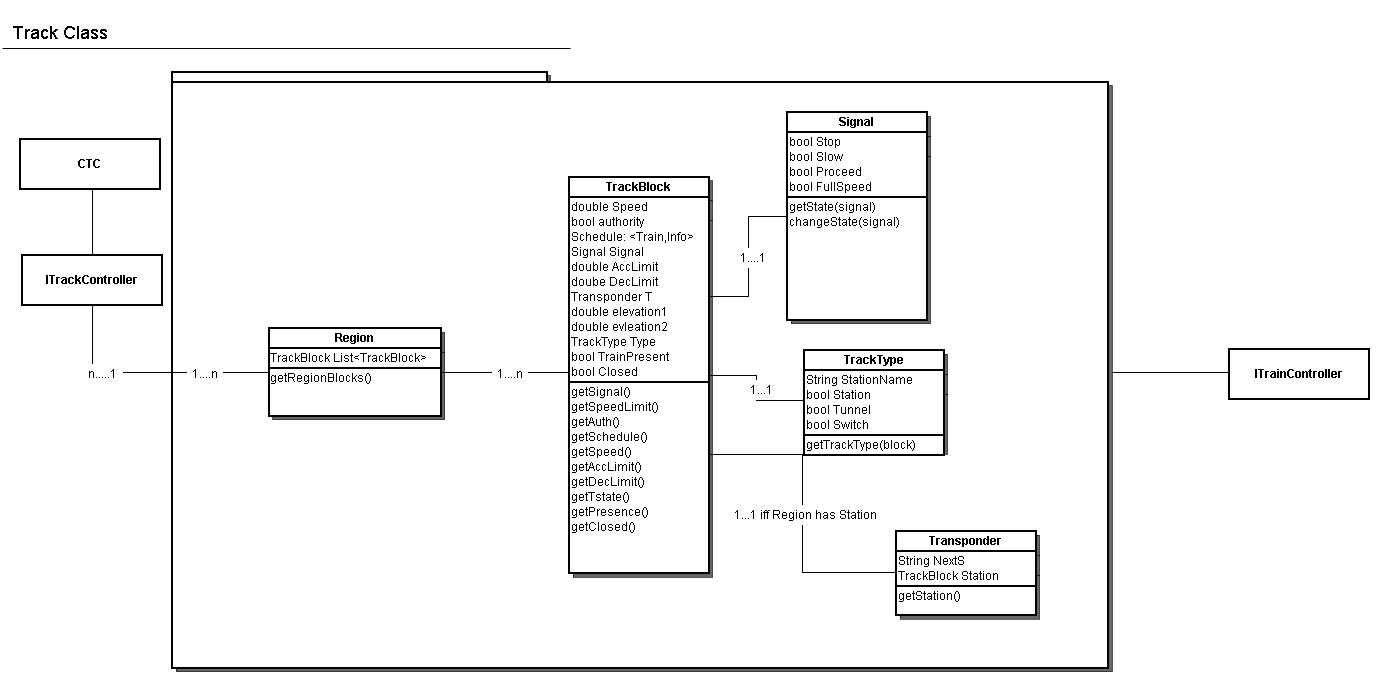 Track Class
CTC
ITrackController
n.....1
1....n
Region
TrackBlock List<TrackBlock>
getRegionBlocks()
1....n
TrackBlock
double Speed
bool authority
Schedule: <Train,Info>
Signal Signal
double AccLimit
doube DecLimit
Transponder T
double elevation1
double evleation2
TrackType Type
bool TrainPresent
bool Closed
getSignal()
getSpeedLimit()
getAuth()
getSchedule()
getSpeed()
getAccLimit()
getDecLimit()
getTstate()
getPresence()
getClosed()
1....1
Signal
bool Stop
bool Slow
bool Proceed
bool FullSpeed
getState(signal)
changeState(signal)
1...1
TrackType
String StationName
bool Station
bool Tunnel
bool Switch
getTrackType(block)
1...1 iff Region has Station
Transponder
String NextS
TrackBlock Station
getStation()
ITrainController